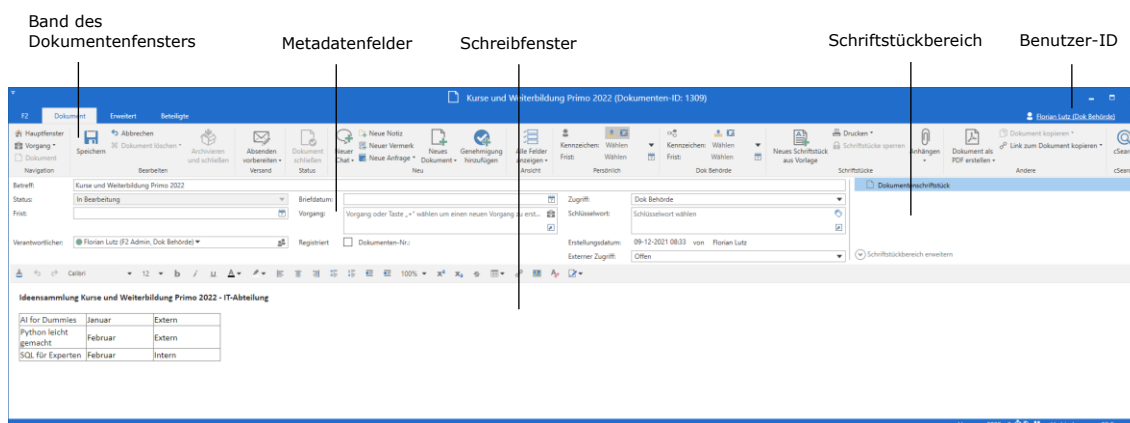 Band des
Dokumentenfensters
Metadatenfelder
Schreibfenster
Schriftstückbereich
Benutzer-ID
Kurse und Weiterbildung Primo 2022 (Dokumenten-ID: 1309)
F2 Dokument Erweitert Beteiligte
Florian Lutz (Dok Behörde)
Hauptfenster
Vorgang
Dokument
Navigation
Speichern
Abbrechen
Dokument löschen
Archivieren
und schließen
Bearbeiten
Absenden
vorbereiten
Versand
Dokument
schließen
Status
Neuer
Chat
Neue Notiz
Neuer Vermerk
Neue Anfrage
Neues
Dokument
Genehmigung
hinzufügen
Neu
Alle Felder
anzeigen
Ansicht
Kennzeichen: Wählen
Frist: Wählen
Persönlich
Kennzeichen: Wählen
Frist: Wählen
Dok Behörde
Neues Schriftstück
aus Vorlage
Drucken
Schriftstücke sperren
Anhängen
Schriftstücke
Dokument als
PDF erstellen
Dokument kopieren
Link zum Dokument kopieren
Andere
cSear
cSear
Betreff: Kurse und Weiterbildung Primo 2022
Status: In Bearbeitung
Briefdatum:
Zugriff: Dok Behörde
Frist:
Vorgang: Vorgang oder Taste „+" wählen um einen neuen Vorgang zu erst...
Schlüsselwort: Schlüsselwort wählen
Verantwortlicher: Florian Lutz (F2 Admin, Dok Behörde)
Registriert Dokumenten-Nr.:
Erstellungsdatum: 09-12-2021 08:33 von Florian Lutz
Externer Zugriff: Offen
Dokumentenschriftstück
Schriftstückbereich erweitern
Calibri 12 b / u A 100% x² x₂
Ideensammlung Kurse und Weiterbildung Primo 2022 - IT-Abteilung
AI for Dummies Januar Extern
Python leicht
gemacht Februar Extern
SQL für Experten Februar Intern